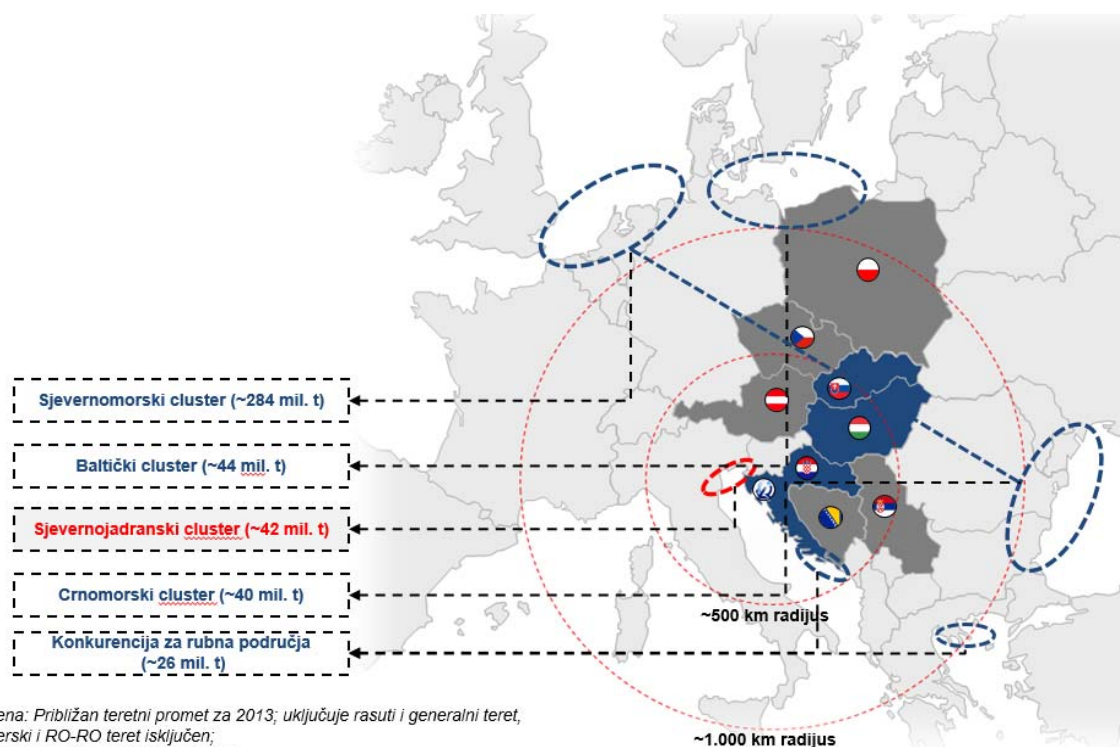 Sjevernomorski cluster (~284 mil. t)
Baltički cluster (~44 mil. t)
Sjevernojadranski cluster (~42 mil. t)
Crnomorski cluster (~40 mil. t)
Konkurencija za rubna područja
(~26 mil. t)
~500 km radijus
~1.000 km radijus
ena: Približan teretni promet za 2013; uključuje rasuti i generalni teret,
erski i RO-RO teret isključen;